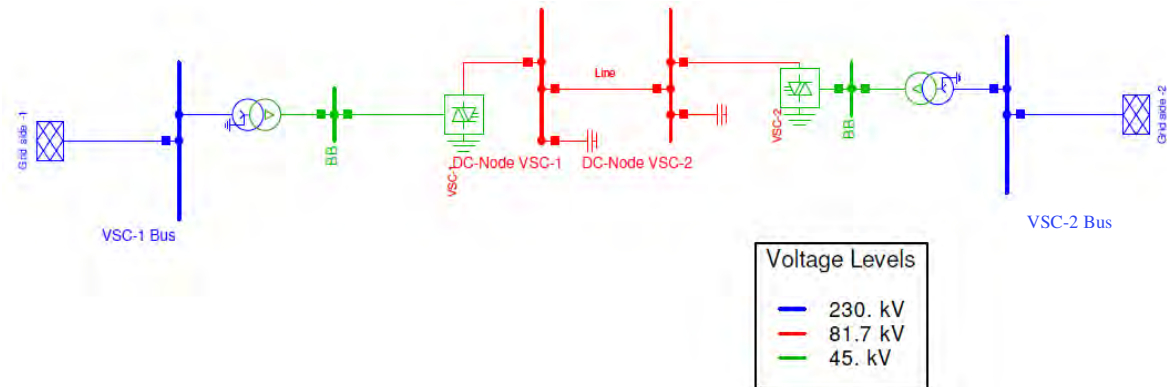 Grid side -1
VSC-1 Bus
BB
VSC-1
DC-Node VSC-1
Line
DC-Node VSC-2
VSC-2
BB
VSC-2 Bus
Grid side -2
Voltage Levels
230. kV
81.7 kV
45. kV